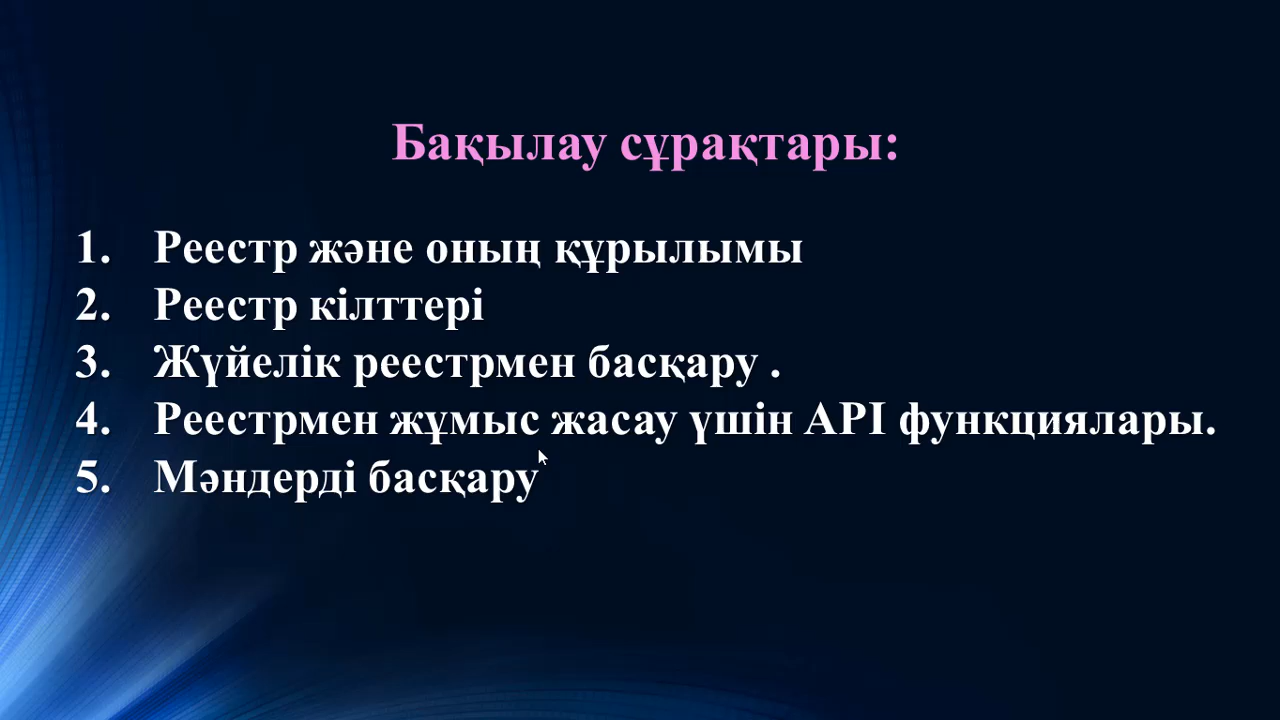 Бақылау сұрақтары:
1. Реестр және оның құрылымы
2. Реестр кілттері
3. Жүйелік реестрмен басқару .
4. Реестрмен жұмыс жасау үшін API функциялары.
5. Мәндерді басқару